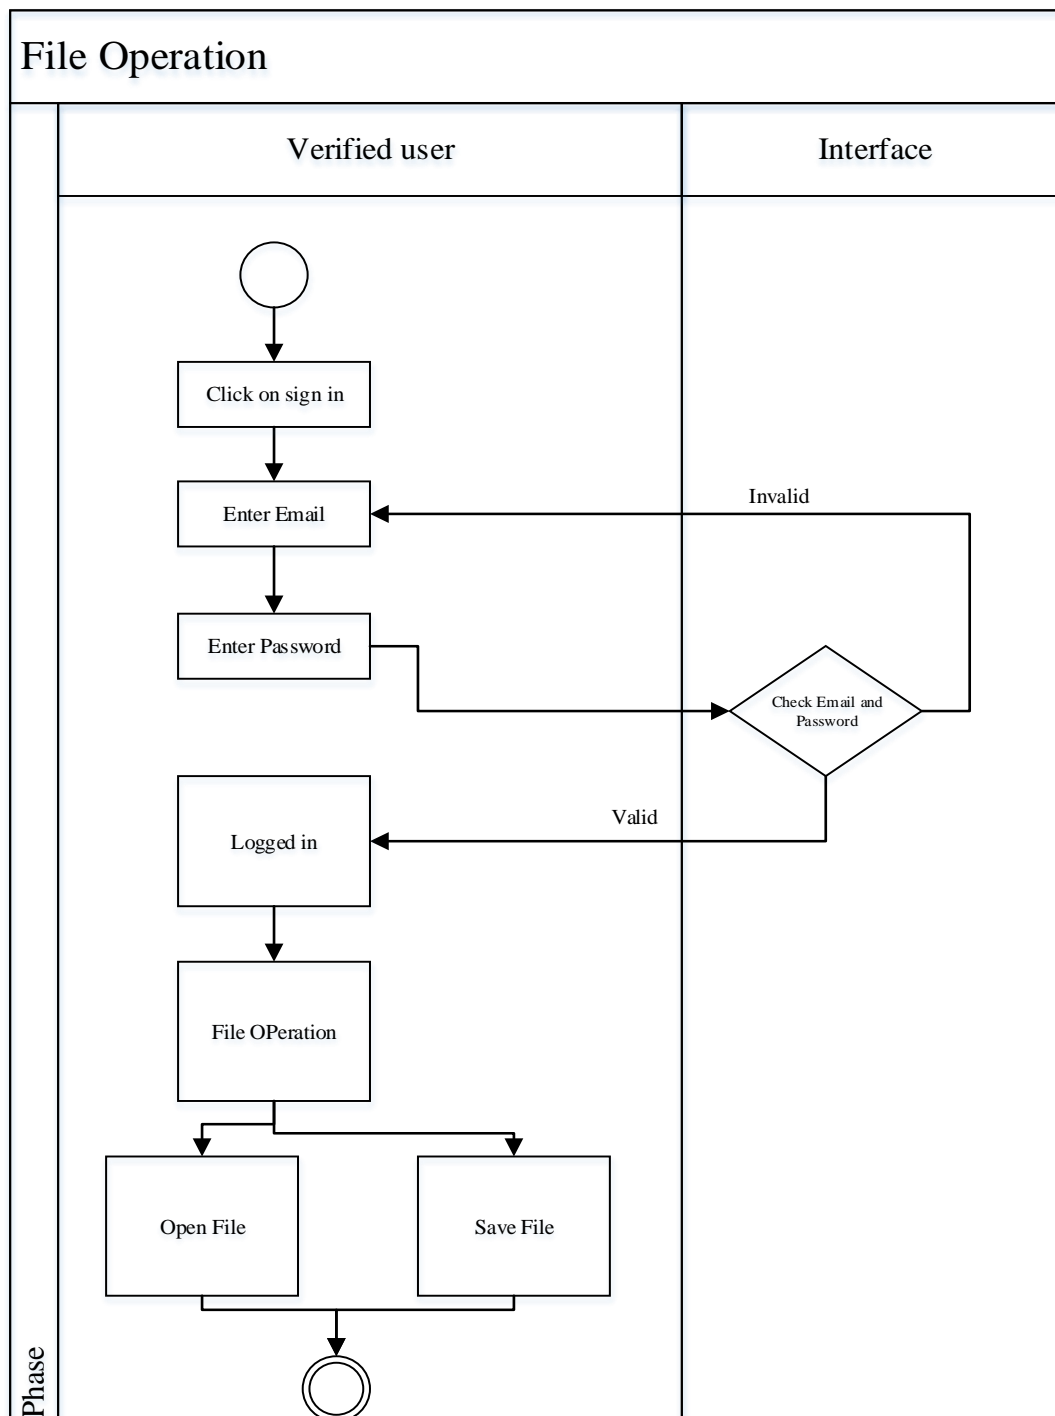 File Operation
Verified user
Interface
Click on sign in
Invalid
Enter Email
Enter Password
Check Email and
Password
Valid
Logged in
File OPeration
Open File
Save File
Phase